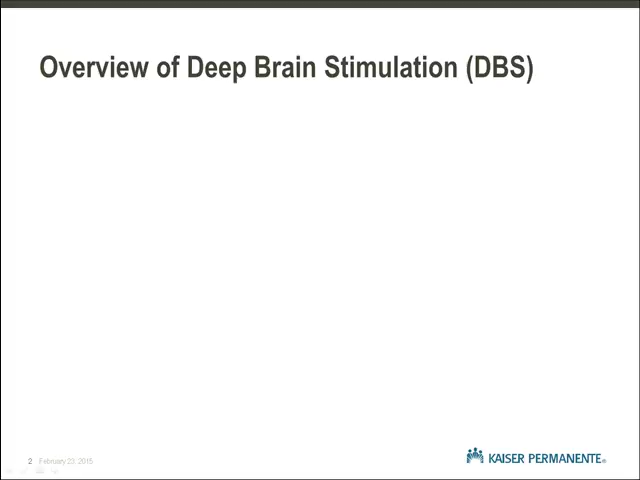 Overview of Deep Brain Stimulation (DBS)
2 February 23, 2015
KAISER PERMANENTE®